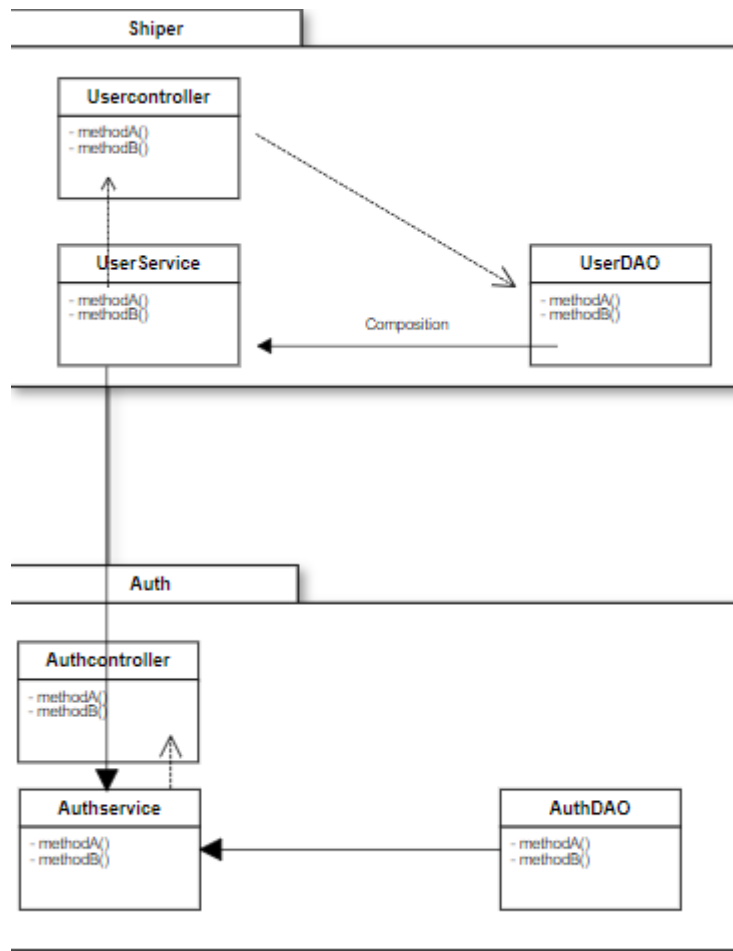 Shiper
Usercontroller
- methodA()
- methodB()
UserService
- methodA()
- methodB()
UserDAO
- methodA()
- methodB()
Composition
Auth
Authcontroller
- methodA()
- methodB()
Authservice
- methodA()
- methodB()
AuthDAO
- methodA()
- methodB()